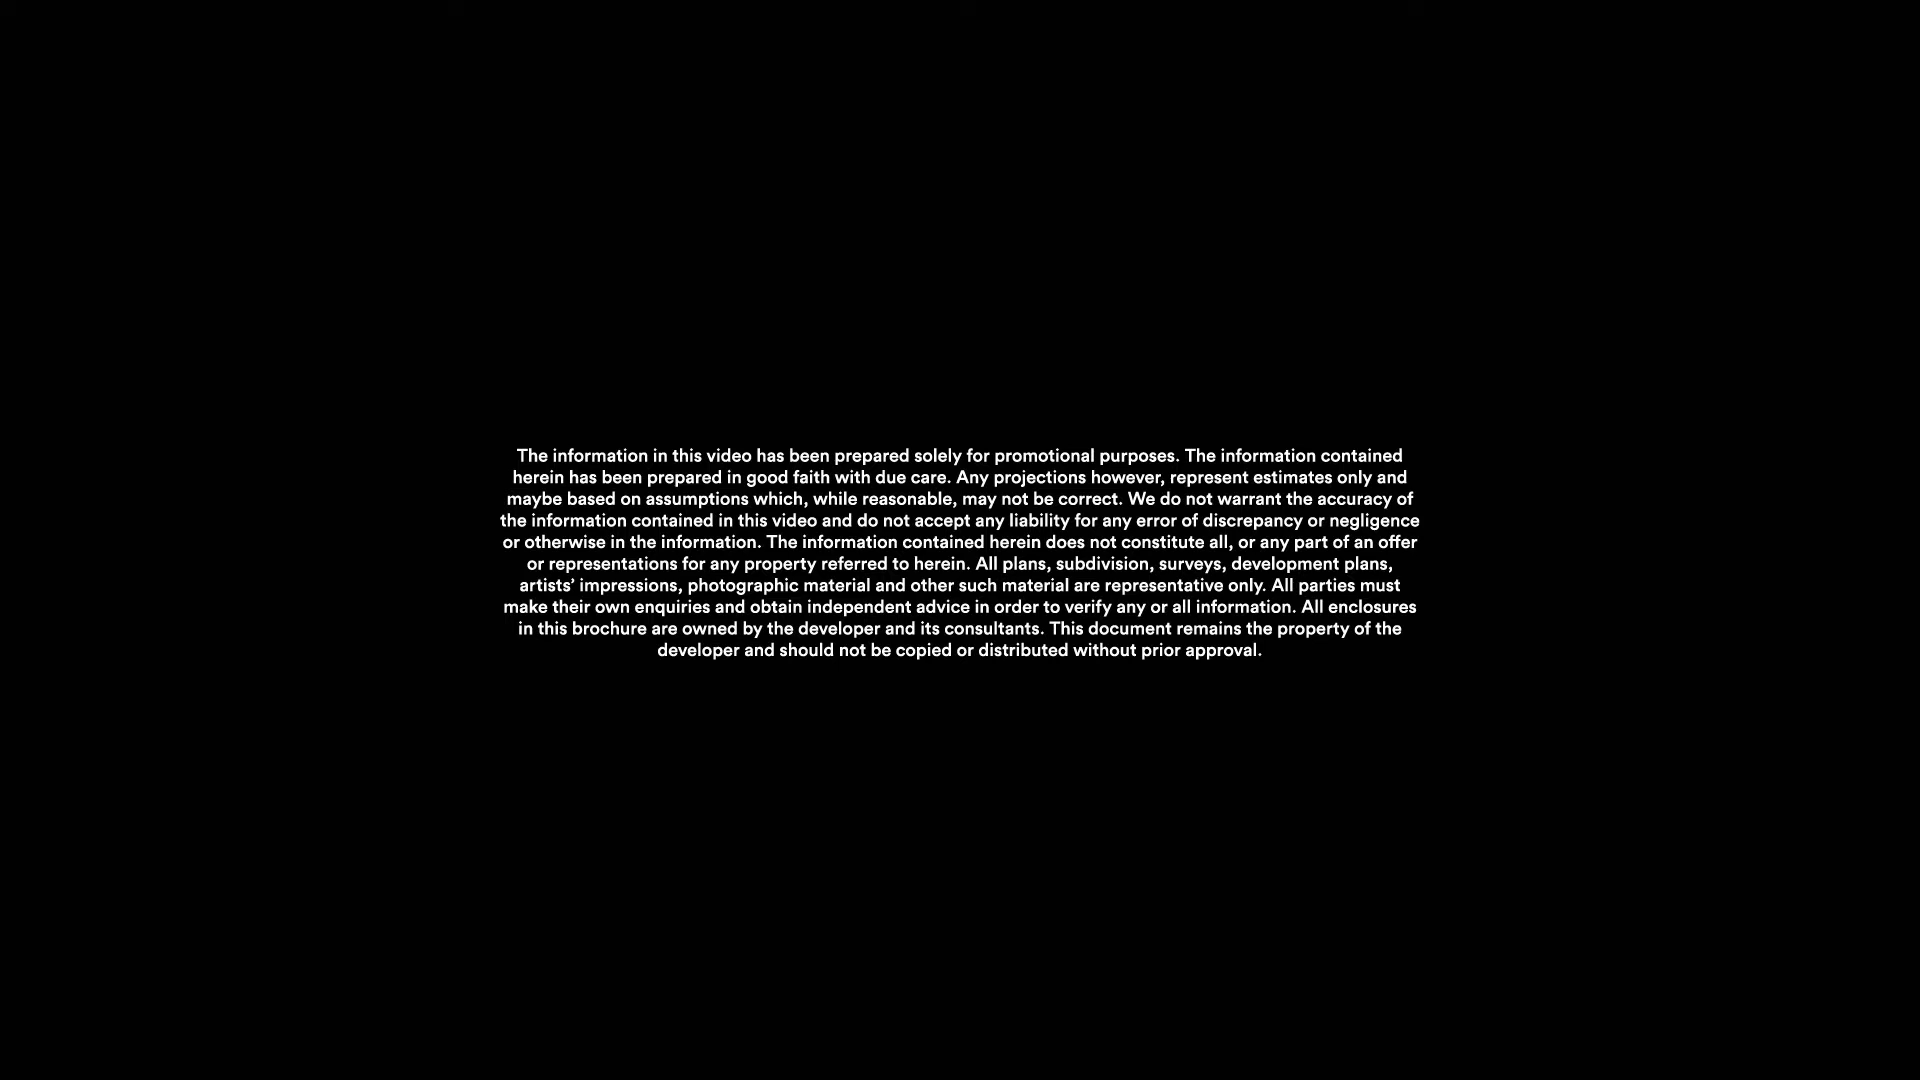 The information in this video has been prepared solely for promotional purposes. The information contained
herein has been prepared in good faith with due care. Any projections however, represent estimates only and
maybe based on assumptions which, while reasonable, may not be correct. We do not warrant the accuracy of
the information contained in this video and do not accept any liability for any error of discrepancy or negligence
or otherwise in the information. The information contained herein does not constitute all, or any part of an offer
or representations for any property referred to herein. All plans, subdivision, surveys, development plans,
artists’ impressions, photographic material and other such material are representative only. All parties must
make their own enquiries and obtain independent advice in order to verify any or all information. All enclosures
in this brochure are owned by the developer and its consultants. This document remains the property of the
developer and should not be copied or distributed without prior approval.